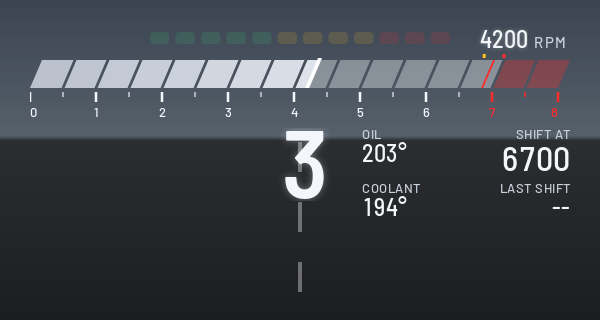 4200 RPM
0 1 2 3 4 5 6 7 8
3
OIL
203°
COOLANT
194°
SHIFT AT
6700
LAST SHIFT
--